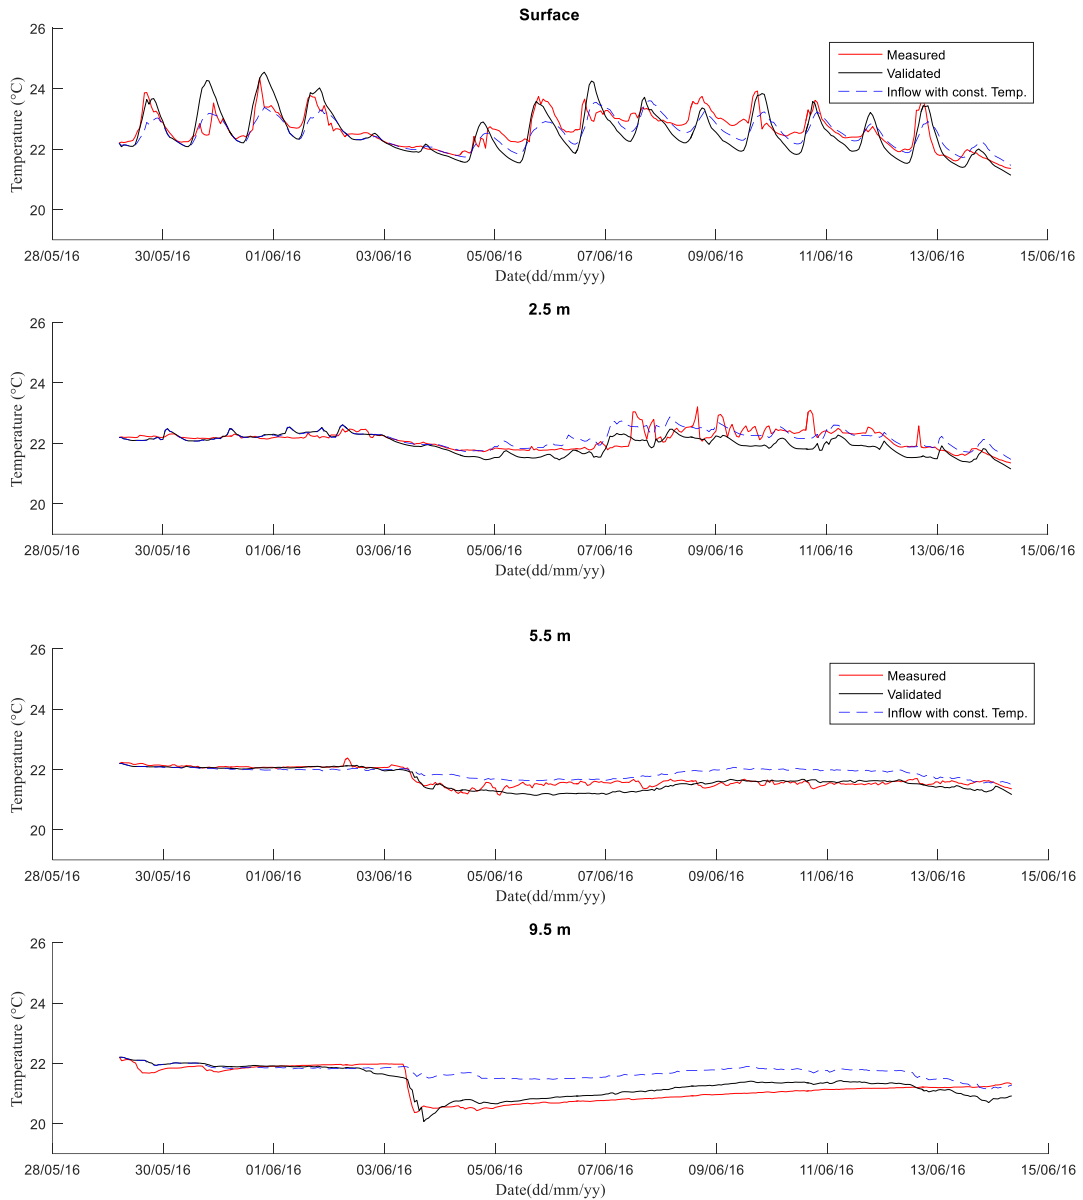 Surface
26
24
22
20
Temperature (°C)
Measured
Validated
Inflow with const. Temp.
28/05/16 30/05/16 01/06/16 03/06/16 05/06/16 07/06/16 09/06/16 11/06/16 13/06/16 15/06/16
Date(dd/mm/yy)
2.5 m
26
24
22
20
Temperature (°C)
28/05/16 30/05/16 01/06/16 03/06/16 05/06/16 07/06/16 09/06/16 11/06/16 13/06/16 15/06/16
Date(dd/mm/yy)
5.5 m
26
24
22
20
Temperature (°C)
Measured
Validated
Inflow with const. Temp.
28/05/16 30/05/16 01/06/16 03/06/16 05/06/16 07/06/16 09/06/16 11/06/16 13/06/16 15/06/16
Date(dd/mm/yy)
9.5 m
26
24
22
20
Temperature (°C)
28/05/16 30/05/16 01/06/16 03/06/16 05/06/16 07/06/16 09/06/16 11/06/16 13/06/16 15/06/16
Date(dd/mm/yy)